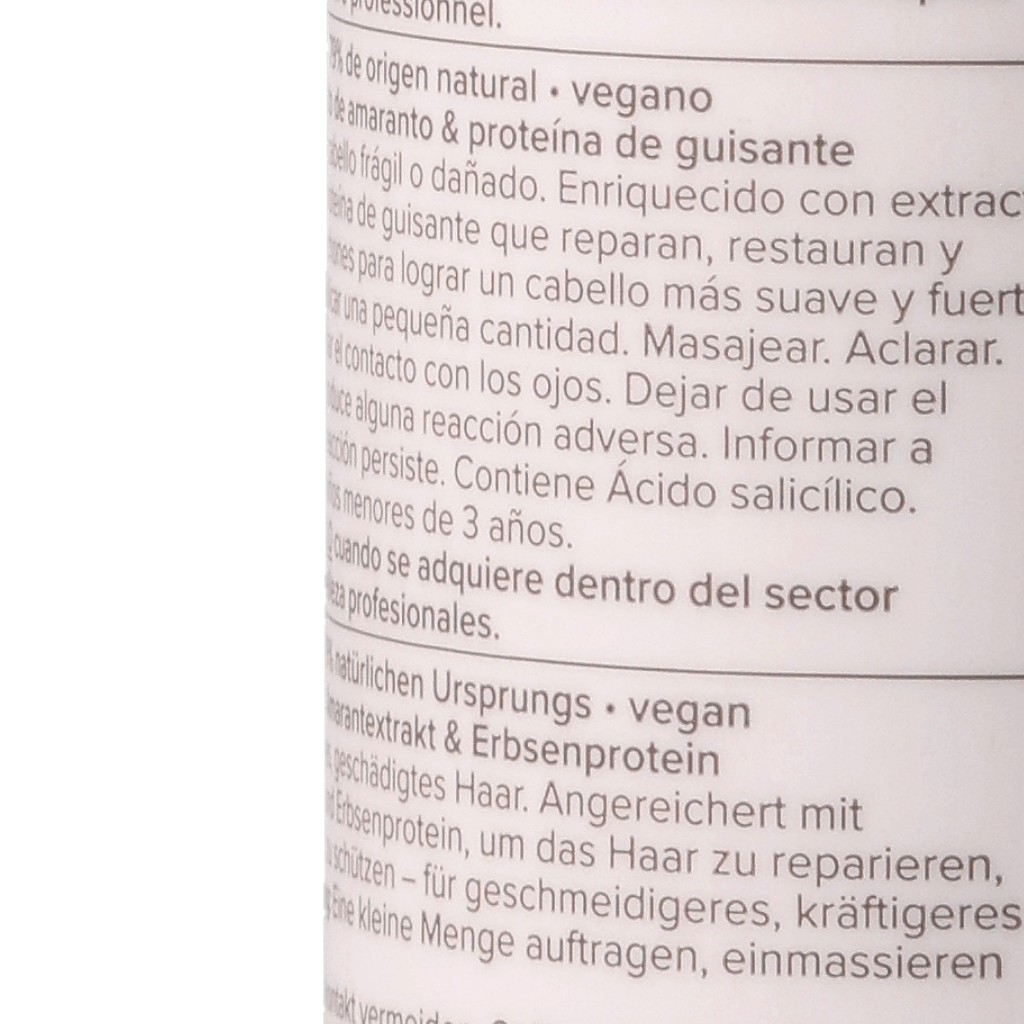 professionnel.
de origen natural • vegano
de amaranto & proteína de guisante
frágil o dañado. Enriquecido con extrac
de guisante que reparan, restauran y
para lograr un cabello más suave y fuert
una pequeña cantidad. Masajear. Aclarar.
el contacto con los ojos. Dejar de usar el
alguna reacción adversa. Informar a
persiste. Contiene Ácido salicílico.
menores de 3 años.
cuando se adquiere dentro del sector
profesionales.
natürlichen Ursprungs • vegan
& Erbsenprotein
geschädigtes Haar. Angereichert mit
Erbsenprotein, um das Haar zu reparieren,
schützen – für geschmeidigeres, kräftigeres
Eine kleine Menge auftragen, einmassieren